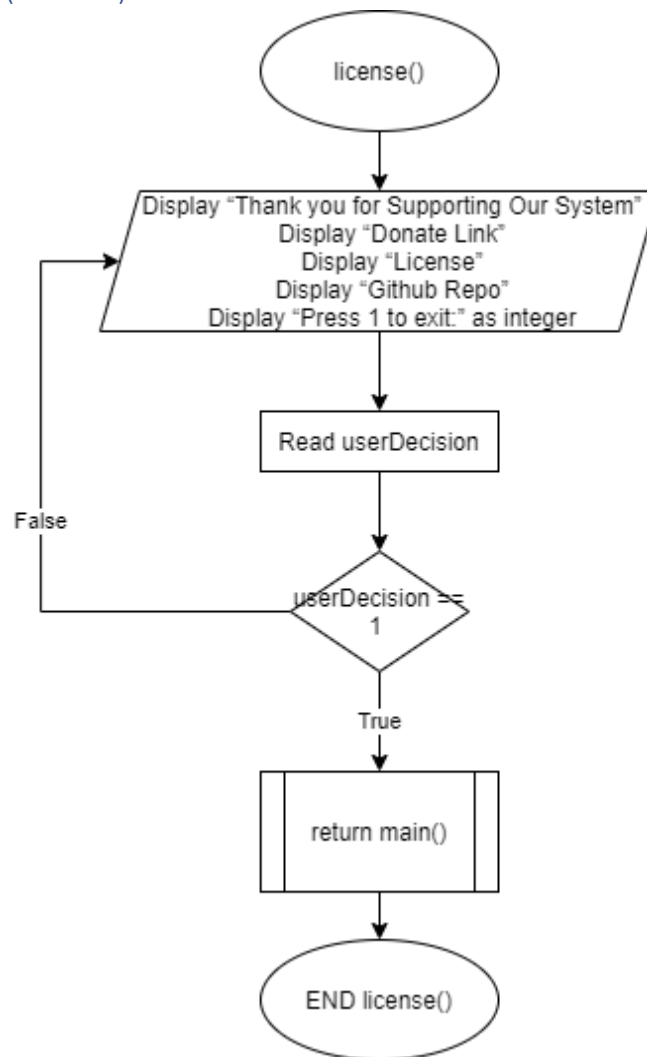 license()
Display “Thank you for Supporting Our System”
Display “Donate Link”
Display “License”
Display “Github Repo”
Display “Press 1 to exit:” as integer
Read userDecision
False
userDecision ==
1
True
return main()
END license()